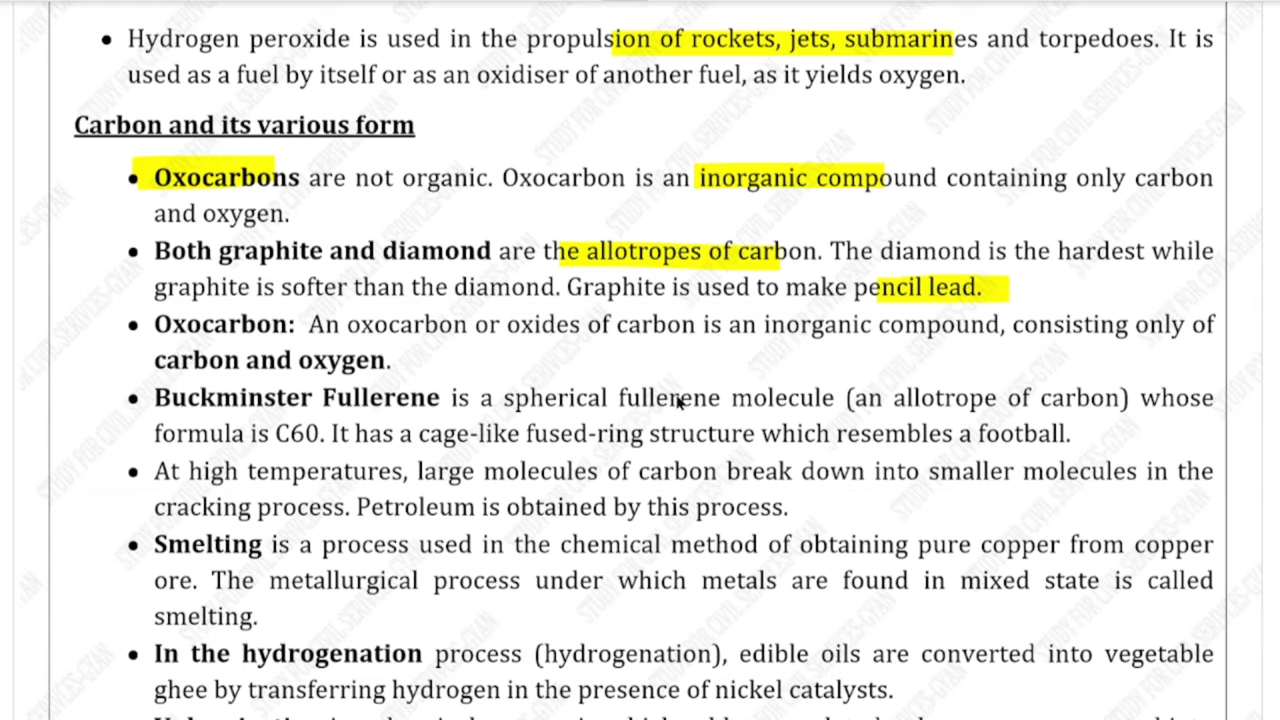 • Hydrogen peroxide is used in the propulsion of rockets, jets, submarines and torpedoes. It is
used as a fuel by itself or as an oxidiser of another fuel, as it yields oxygen.
Carbon and its various form
• Oxocarbons are not organic. Oxocarbon is an inorganic compound containing only carbon
and oxygen.
• Both graphite and diamond are the allotropes of carbon. The diamond is the hardest while
graphite is softer than the diamond. Graphite is used to make pencil lead.
• Oxocarbon: An oxocarbon or oxides of carbon is an inorganic compound, consisting only of
carbon and oxygen.
• Buckminster Fullerene is a spherical fullerene molecule (an allotrope of carbon) whose
formula is C60. It has a cage-like fused-ring structure which resembles a football.
• At high temperatures, large molecules of carbon break down into smaller molecules in the
cracking process. Petroleum is obtained by this process.
• Smelting is a process used in the chemical method of obtaining pure copper from copper
ore. The metallurgical process under which metals are found in mixed state is called
smelting.
• In the hydrogenation process (hydrogenation), edible oils are converted into vegetable
ghee by transferring hydrogen in the presence of nickel catalysts.